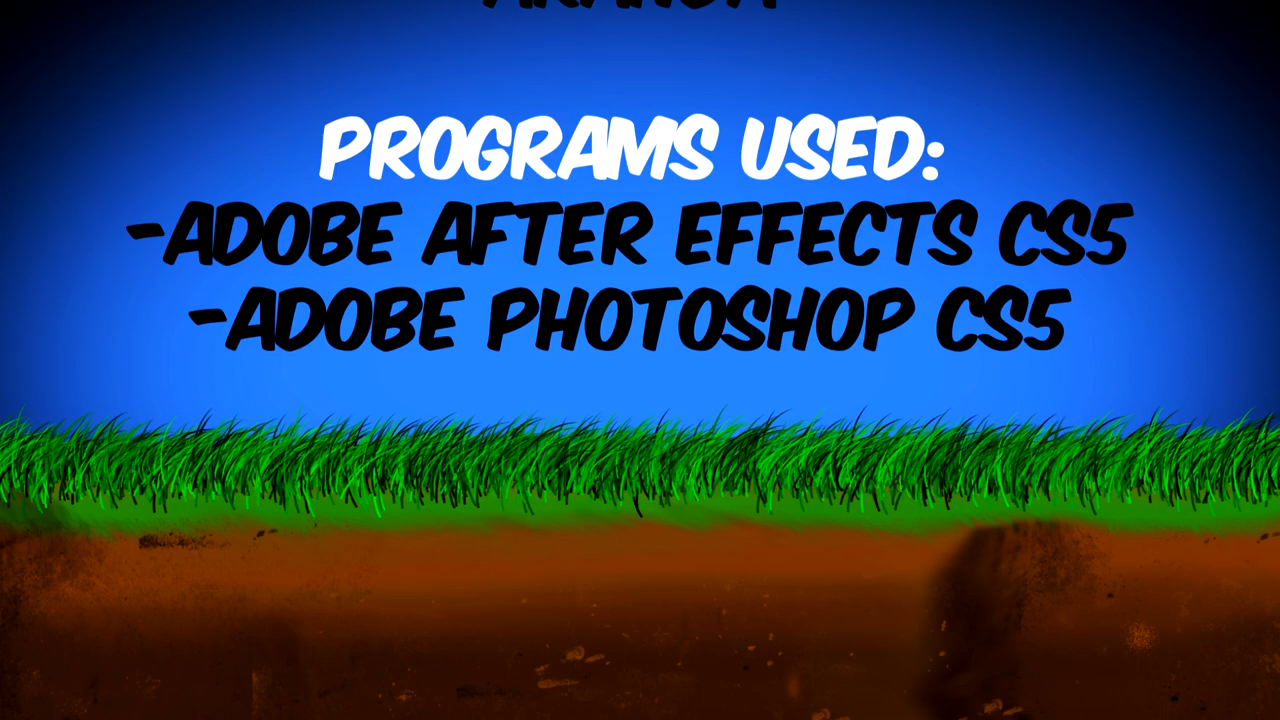 PROGRAMS USED:
-ADOBE AFTER EFFECTS CS5
-ADOBE PHOTOSHOP CS5